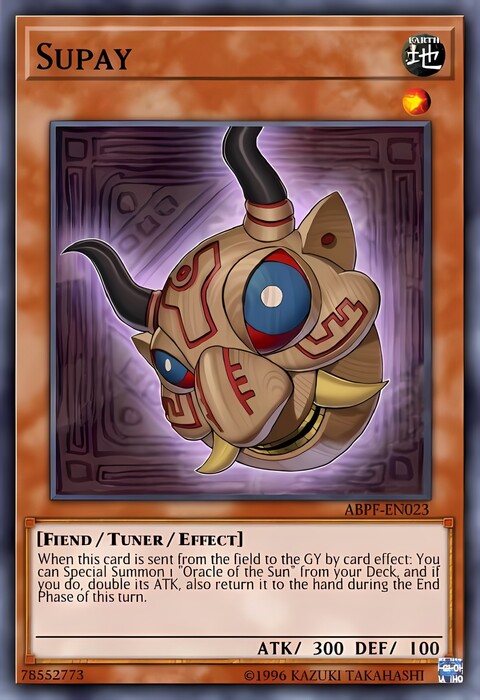 SUPAY
EARTH
地
ABPF-EN023
[FIEND / TUNER / EFFECT]
When this card is sent from the field to the GY by card effect: You
can Special Summon 1 "Oracle of the Sun" from your Deck, and if
you do, double its ATK, also return it to the hand during the End
Phase of this turn.
ATK/ 300 DEF/ 100
78552773
©1996 KAZUKI TAKAHASHI